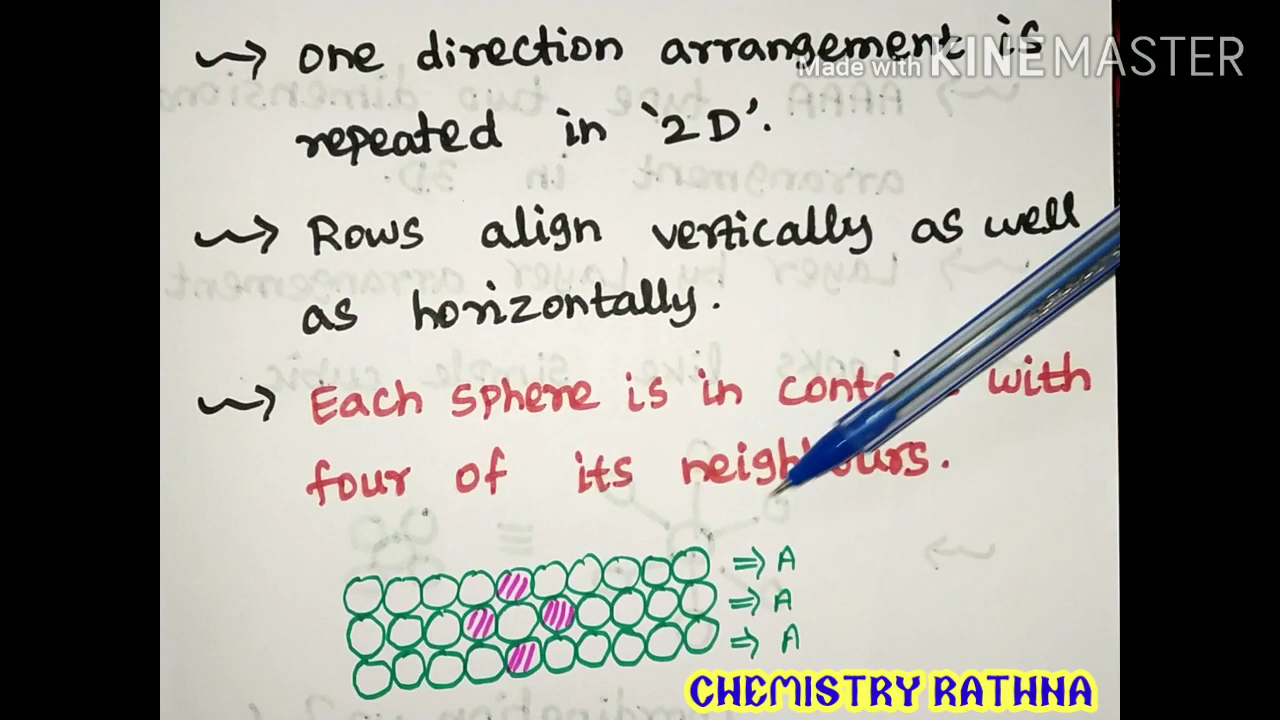 ⇝ one direction arrangement is
Made with KINEMASTER
repeated in '2D'.
⇝ Rows align vertically as well
as horizontally.
⇝ Each sphere is in contact with
four of its neighbours.
⇒ A
⇒ A
⇒ A
CHEMISTRY RATHNA